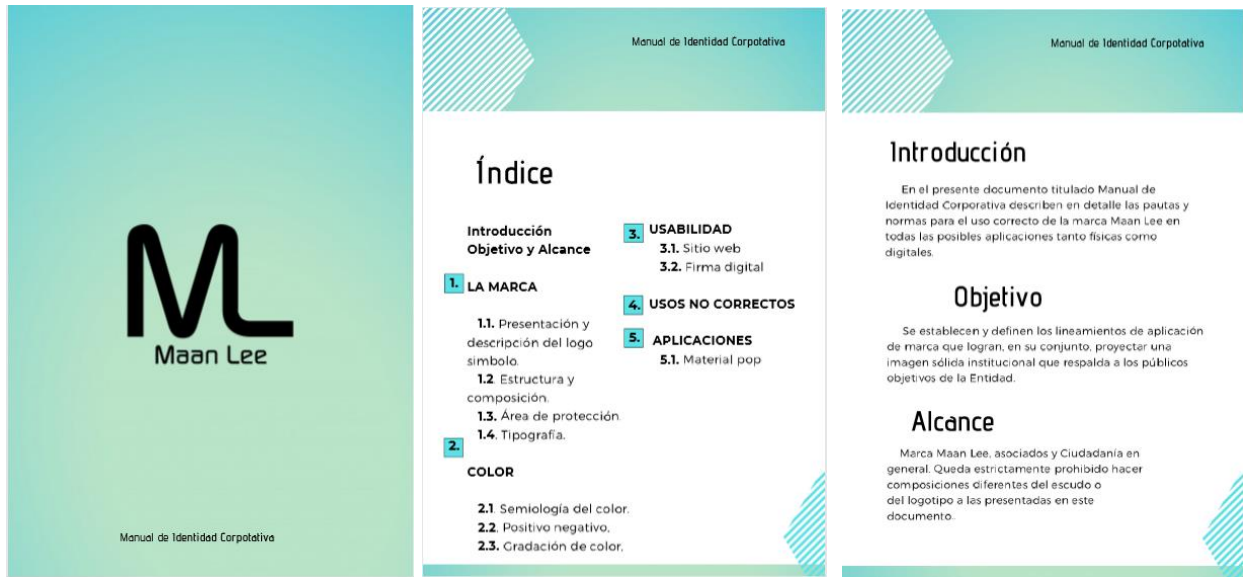 ML
Maan Lee
Manual de Identidad Corpotativa
Manual de Identidad Corpotativa
Índice
Introducción
Objetivo y Alcance
1. LA MARCA
1.1. Presentación y
descripción del logo
simbolo.
1.2. Estructura y
composición.
1.3. Área de protección.
1.4. Tipografía.
2.
COLOR
2.1. Semiología del color.
2.2. Positivo negativo.
2.3. Gradación de color.
3. USABILIDAD
3.1. Sitio web
3.2. Firma digital
4. USOS NO CORRECTOS
5. APLICACIONES
5.1. Material pop
Manual de Identidad Corpotativa
Introducción
En el presente documento titulado Manual de
Identidad Corporativa describen en detalle las pautas y
normas para el uso correcto de la marca Maan Lee en
todas las posibles aplicaciones tanto físicas como
digitales.
Objetivo
Se establecen y definen los lineamientos de aplicación
de marca que logran, en su conjunto, proyectar una
imagen sólida institucional que respalda a los públicos
objetivos de la Entidad.
Alcance
Marca Maan Lee, asociados y Ciudadanía en
general. Queda estrictamente prohibido hacer
composiciones diferentes del escudo o
del logotipo a las presentadas en este
documento.